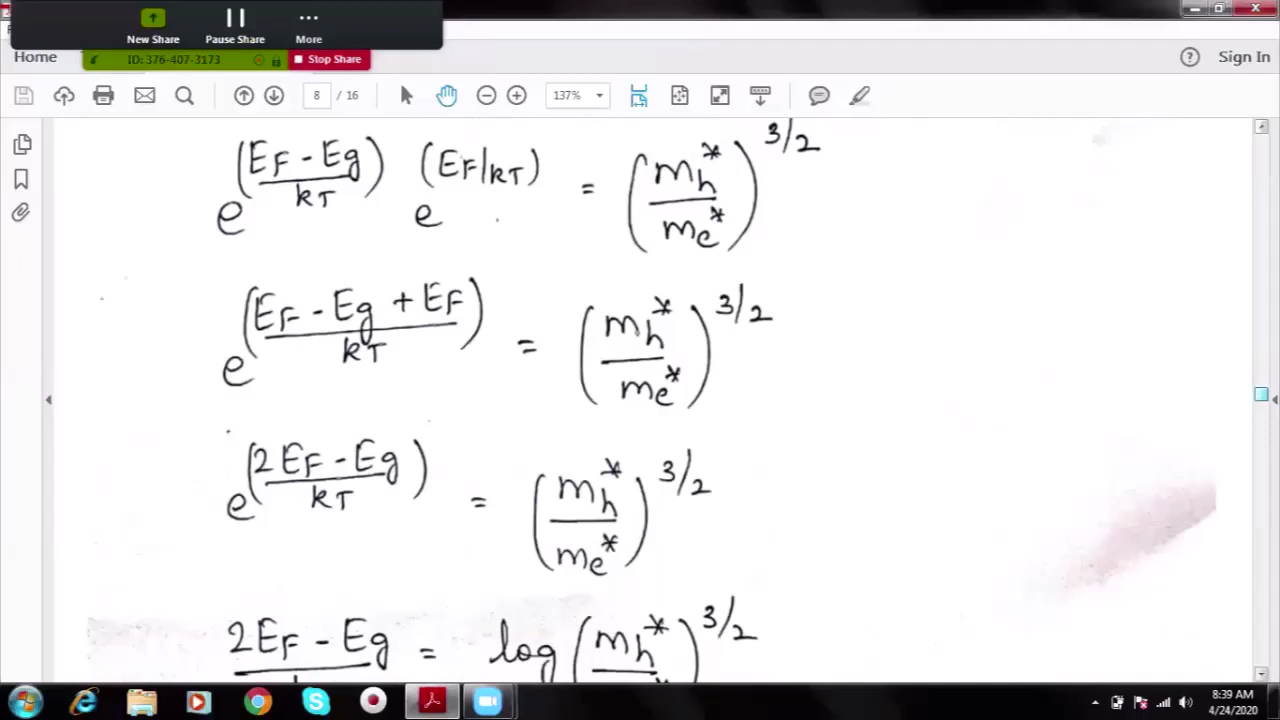 New Share Pause Share More
ID: 376-407-3173 Stop Share
Home Sign In
8 / 16 137%
e^((EF - Eg)/kT) e^(EF/kT) = (mh*/me*)^3/2
e^((EF - Eg + EF)/kT) = (mh*/me*)^3/2
e^((2EF - Eg)/kT) = (mh*/me*)^3/2
2EF - Eg = log (mh*)^3/2
8:39 AM
4/24/2020